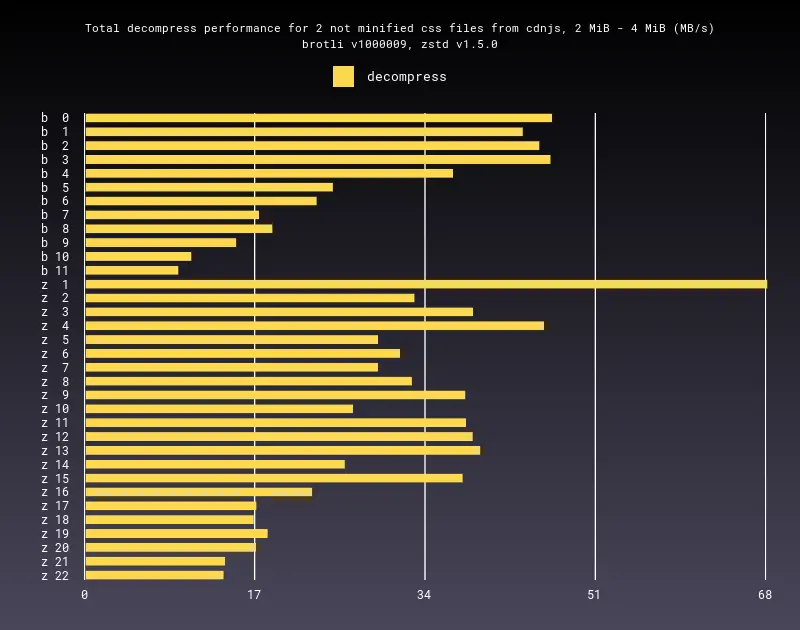 Total decompress performance for 2 not minified css files from cdnjs, 2 MiB - 4 MiB (MB/s)
brotli v1000009, zstd v1.5.0
decompress
b 0
b 1
b 2
b 3
b 4
b 5
b 6
b 7
b 8
b 9
b 10
b 11
z 1
z 2
z 3
z 4
z 5
z 6
z 7
z 8
z 9
z 10
z 11
z 12
z 13
z 14
z 15
z 16
z 17
z 18
z 19
z 20
z 21
z 22
0 17 34 51 68